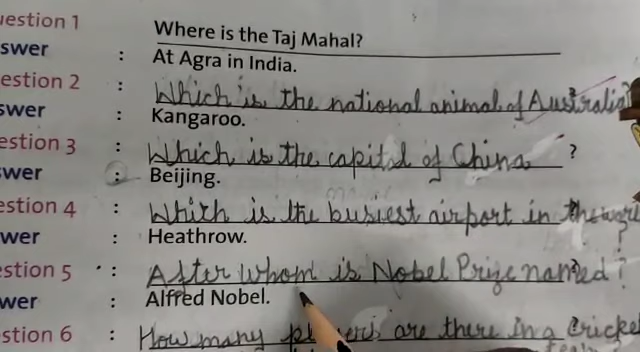 uestion 1 Where is the Taj Mahal?
swer : At Agra in India.
estion 2 : Which is the national animal of Australia?
swer : Kangaroo.
estion 3 : Which is the capital of China ?
wer : Beijing.
estion 4 : Which is the busiest airport in the worl ?
wer : Heathrow.
estion 5 : After whom is Nobel Prize named ?
wer : Alfred Nobel.
stion 6 : How many are there in a Cricket